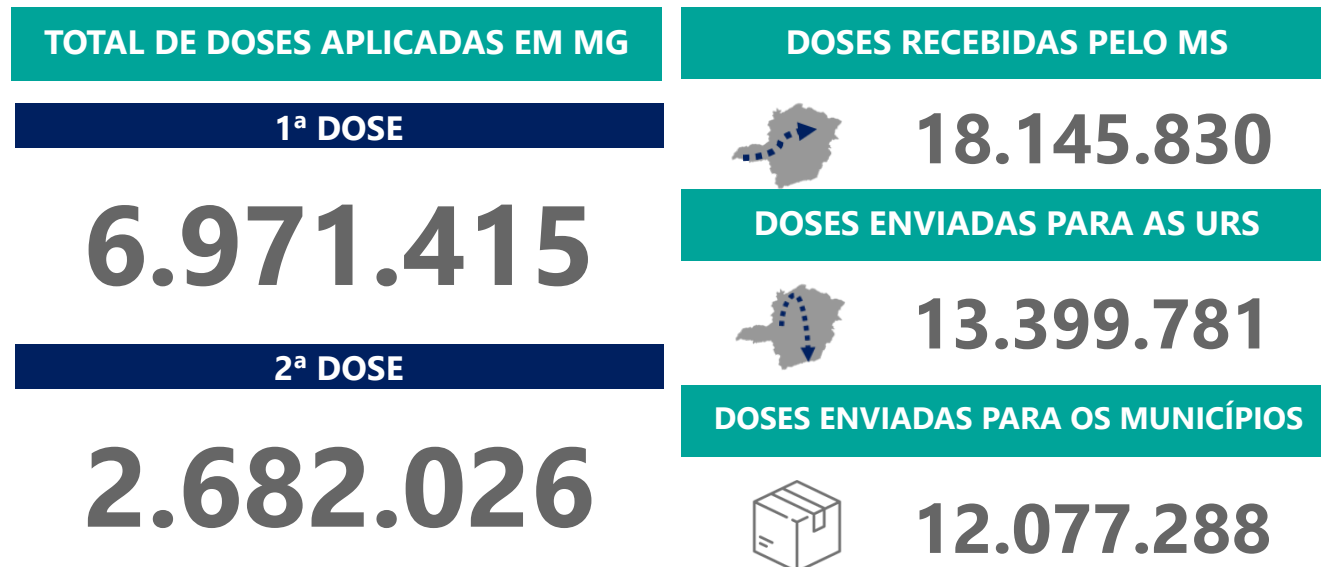 TOTAL DE DOSES APLICADAS EM MG
1ª DOSE
6.971.415
2ª DOSE
2.682.026
DOSES RECEBIDAS PELO MS
18.145.830
DOSES ENVIADAS PARA AS URS
13.399.781
DOSES ENVIADAS PARA OS MUNICÍPIOS
12.077.288